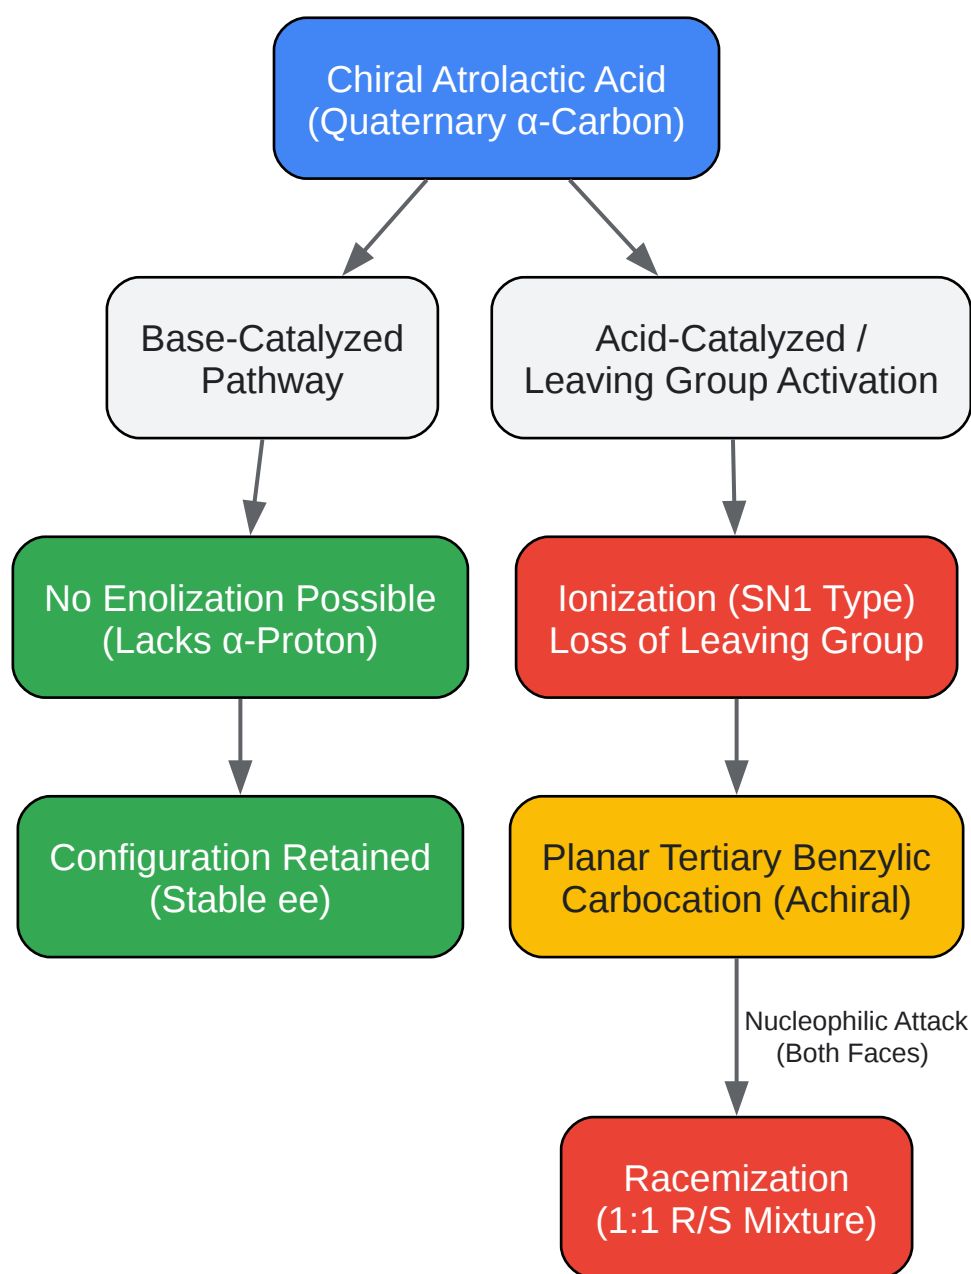 Chiral Atrolactic Acid
(Quaternary α-Carbon)
Base-Catalyzed
Pathway
Acid-Catalyzed /
Leaving Group Activation
No Enolization Possible
(Lacks α-Proton)
Ionization (SN1 Type)
Loss of Leaving Group
Configuration Retained
(Stable ee)
Planar Tertiary Benzylic
Carbocation (Achiral)
Nucleophilic Attack
(Both Faces)
Racemization
(1:1 R/S Mixture)